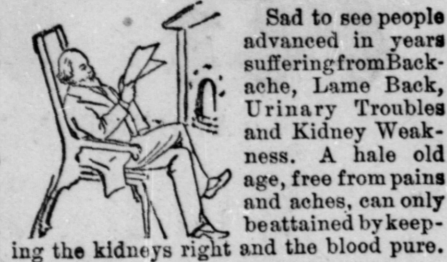 Sad to see people
advanced in years
suffering from Back-
ache, Lame Back,
Urinary Troubles
and Kidney Weak-
ness. A hale old
age, free from pains
and aches, can only
be attained by keep-
ing the kidneys right and the blood pure.